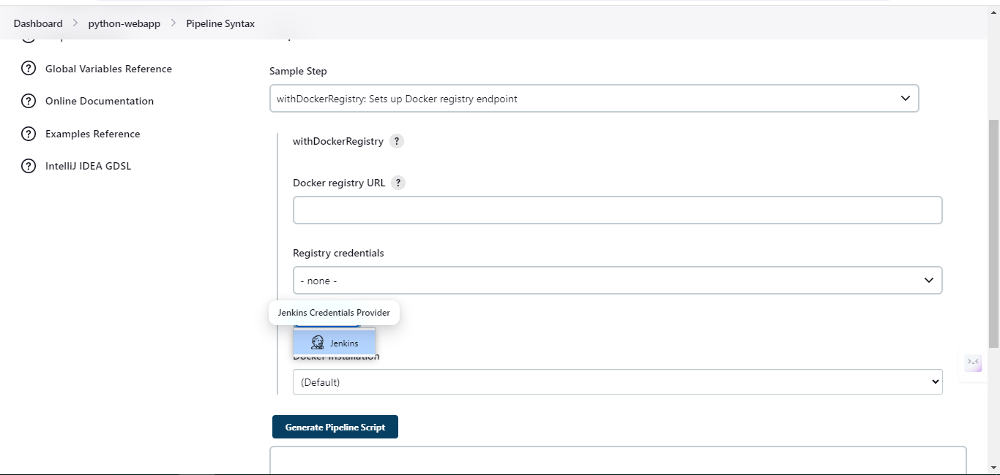 Dashboard > python-webapp > Pipeline Syntax
Global Variables Reference
Online Documentation
Examples Reference
IntelliJ IDEA GDSL
Sample Step
withDockerRegistry: Sets up Docker registry endpoint
withDockerRegistry ?
Docker registry URL ?
Registry credentials
- none -
Jenkins Credentials Provider
Jenkins
Docker Installation
(Default)
Generate Pipeline Script